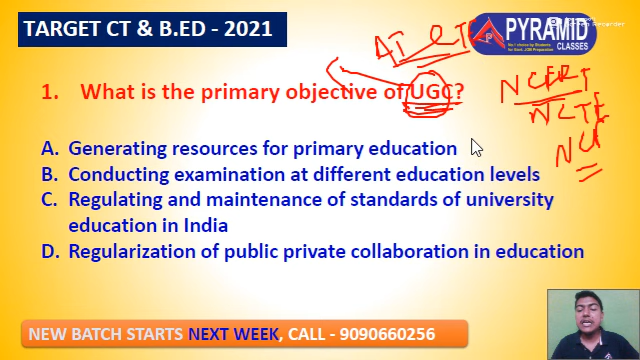 TARGET CT & B.ED - 2021
PYRAMID
CLASSES
1. What is the primary objective of UGC?
NCERT
NCTE
A. Generating resources for primary education
B. Conducting examination at different education levels
C. Regulating and maintenance of standards of university
education in India
D. Regularization of public private collaboration in education
NEW BATCH STARTS NEXT WEEK, CALL - 9090660256